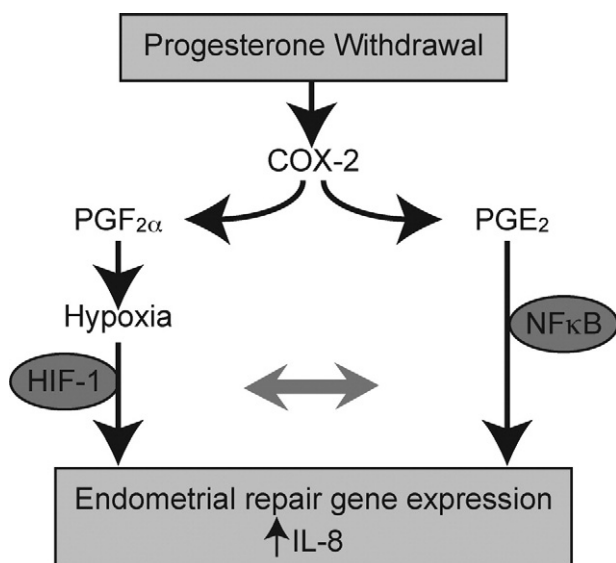 Progesterone Withdrawal
COX-2
PGF₂α
PGE₂
Hypoxia
NFκB
HIF-1
Endometrial repair gene expression
↑IL-8